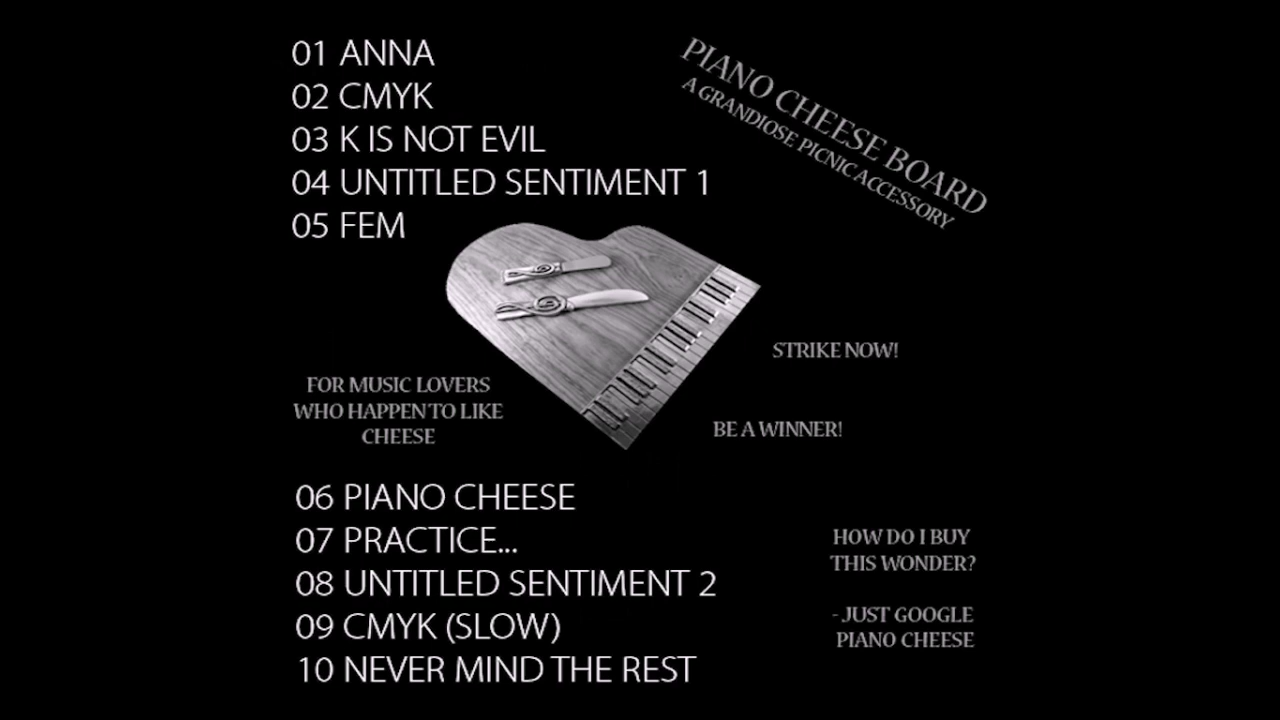 01 ANNA
02 CMYK
03 K IS NOT EVIL
04 UNTITLED SENTIMENT 1
05 FEM
PIANO CHEESE BOARD
A GRANDIOSE PICNIC ACCESSORY
STRIKE NOW!
FOR MUSIC LOVERS
WHO HAPPEN TO LIKE
CHEESE
BE A WINNER!
06 PIANO CHEESE
07 PRACTICE...
08 UNTITLED SENTIMENT 2
09 CMYK (SLOW)
10 NEVER MIND THE REST
HOW DO I BUY
THIS WONDER?
- JUST GOOGLE
PIANO CHEESE